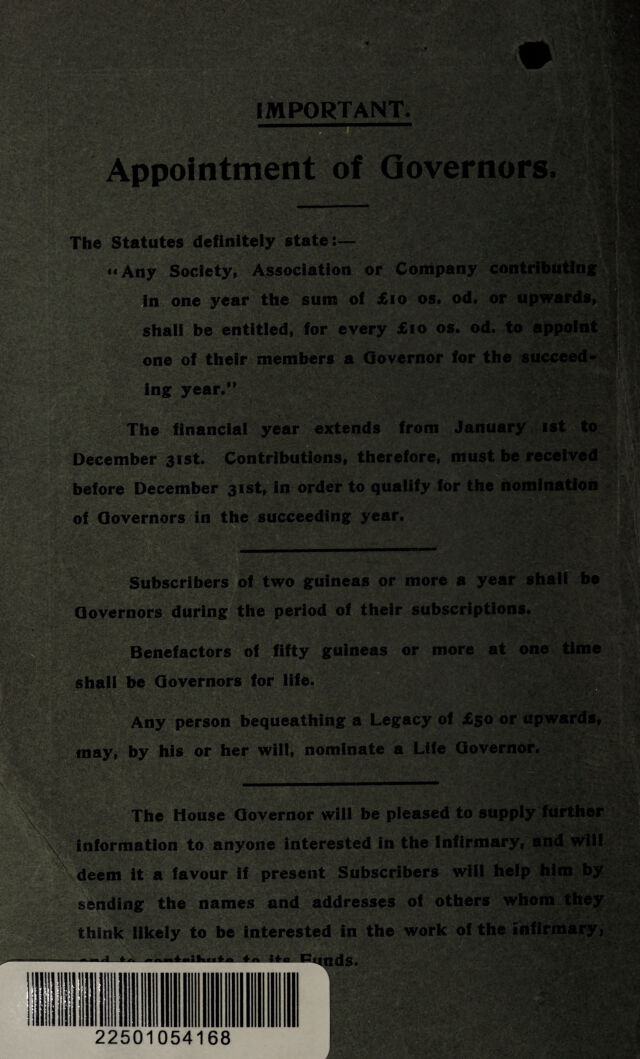 IMPORTANT.
Appointment of Governors.
The Statutes definitely state:—
"Any Society, Association or Company contributing
in one year the sum of £10 0s. 0d. or upwards,
shall be entitled, for every £10 0s. 0d. to appoint
one of their members a Governor for the succeed-
ing year."
The financial year extends from January 1st to
December 31st. Contributions, therefore, must be received
before December 31st, in order to qualify for the nomination
of Governors in the succeeding year.
Subscribers of two guineas or more a year shall be
Governors during the period of their subscriptions.
Benefactors of fifty guineas or more at one time
shall be Governors for life.
Any person bequeathing a Legacy of £50 or upwards,
may, by his or her will, nominate a Life Governor.
The House Governor will be pleased to supply further
information to anyone interested in the Infirmary, and will
deem it a favour if present Subscribers will help him by
sending the names and addresses of others whom they
think likely to be interested in the work of the infirmary,
and to contribute to its Funds.
22501054168